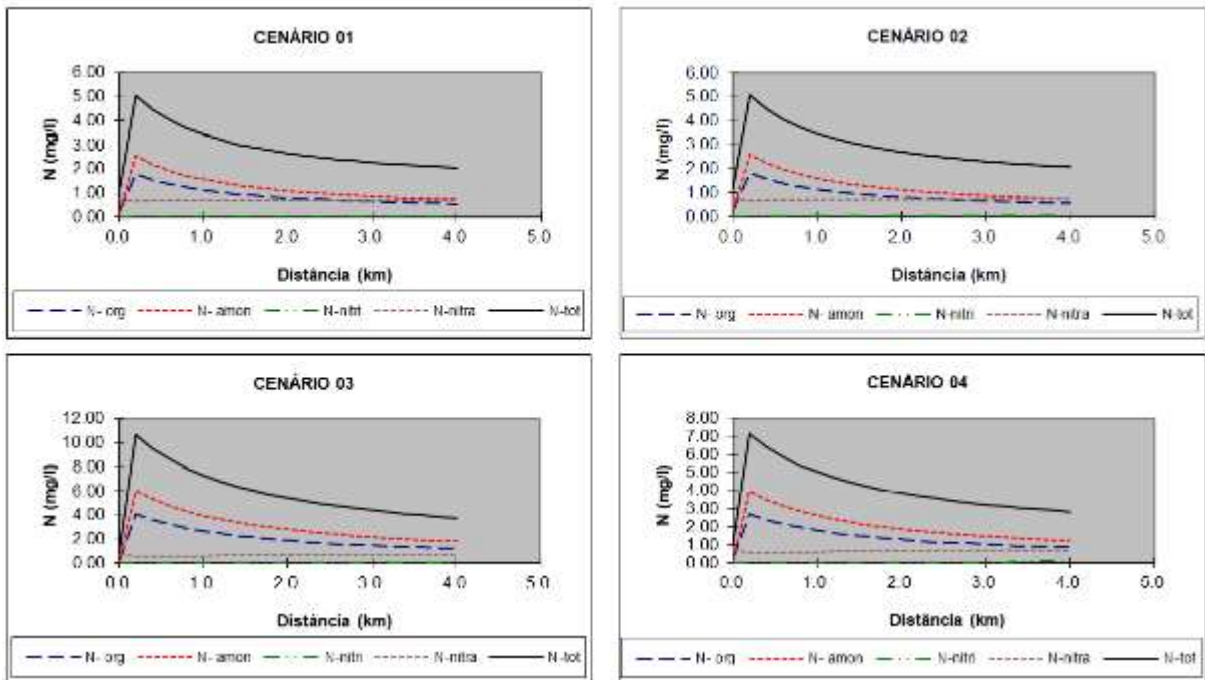 CENÁRIO 01
6.00
5.00
4.00
3.00
2.00
1.00
0.00
N (mg/l)
0.0 1.0 2.0 3.0 4.0 5.0
Distância (km)
N- org N- amon N-nitri N-nitra N-tot
CENÁRIO 02
6.00
5.00
4.00
3.00
2.00
1.00
0.00
N (mg/l)
0.0 1.0 2.0 3.0 4.0 5.0
Distância (km)
N- org N- amon N-nitri N-nitra N-tot
CENÁRIO 03
12.00
10.00
8.00
6.00
4.00
2.00
0.00
N (mg/l)
0.0 1.0 2.0 3.0 4.0 5.0
Distância (km)
N- org N- amon N-nitri N-nitra N-tot
CENÁRIO 04
8.00
7.00
6.00
5.00
4.00
3.00
2.00
1.00
0.00
N (mg/l)
0.0 1.0 2.0 3.0 4.0 5.0
Distância (km)
N- org N- amon N-nitri N-nitra N-tot